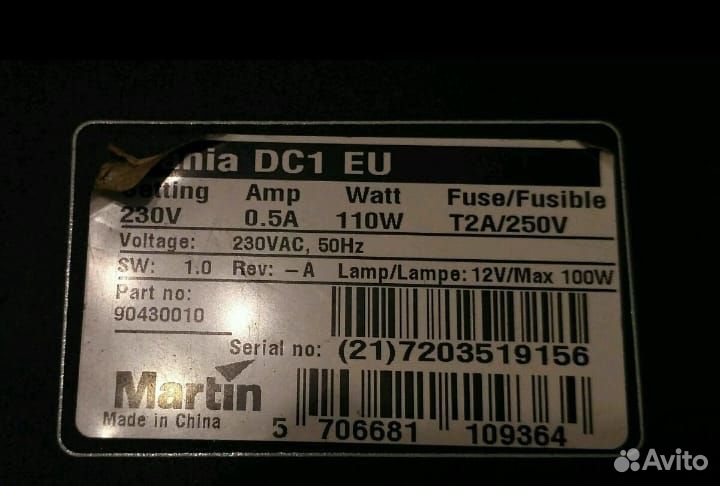 DC1 EU
Setting Amp Watt Fuse/Fusible
230V 0.5A 110W T2A/250V
Voltage: 230VAC, 50Hz
SW: 1.0 Rev: -A Lamp/Lampe: 12V/Max 100W
Part no:
90430010
Serial no: (21)7203519156
Martin
Made in China
5 706681 109364
Avito